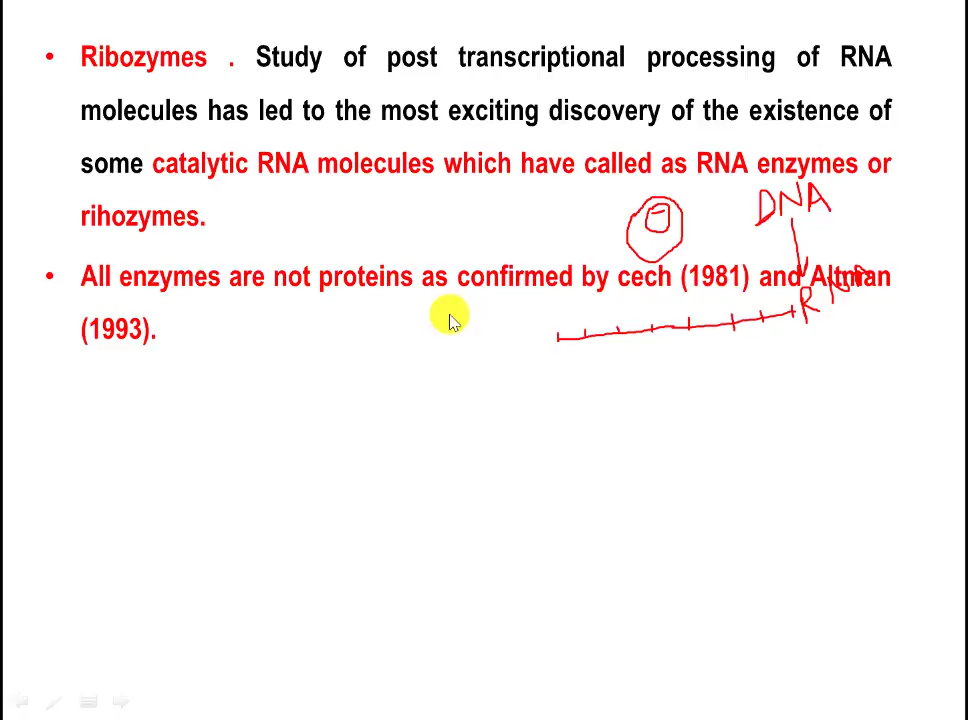 • Ribozymes . Study of post transcriptional processing of RNA
molecules has led to the most exciting discovery of the existence of
some catalytic RNA molecules which have called as RNA enzymes or
rihozymes.
DNA
• All enzymes are not proteins as confirmed by cech (1981) and Altman
RNA
(1993).